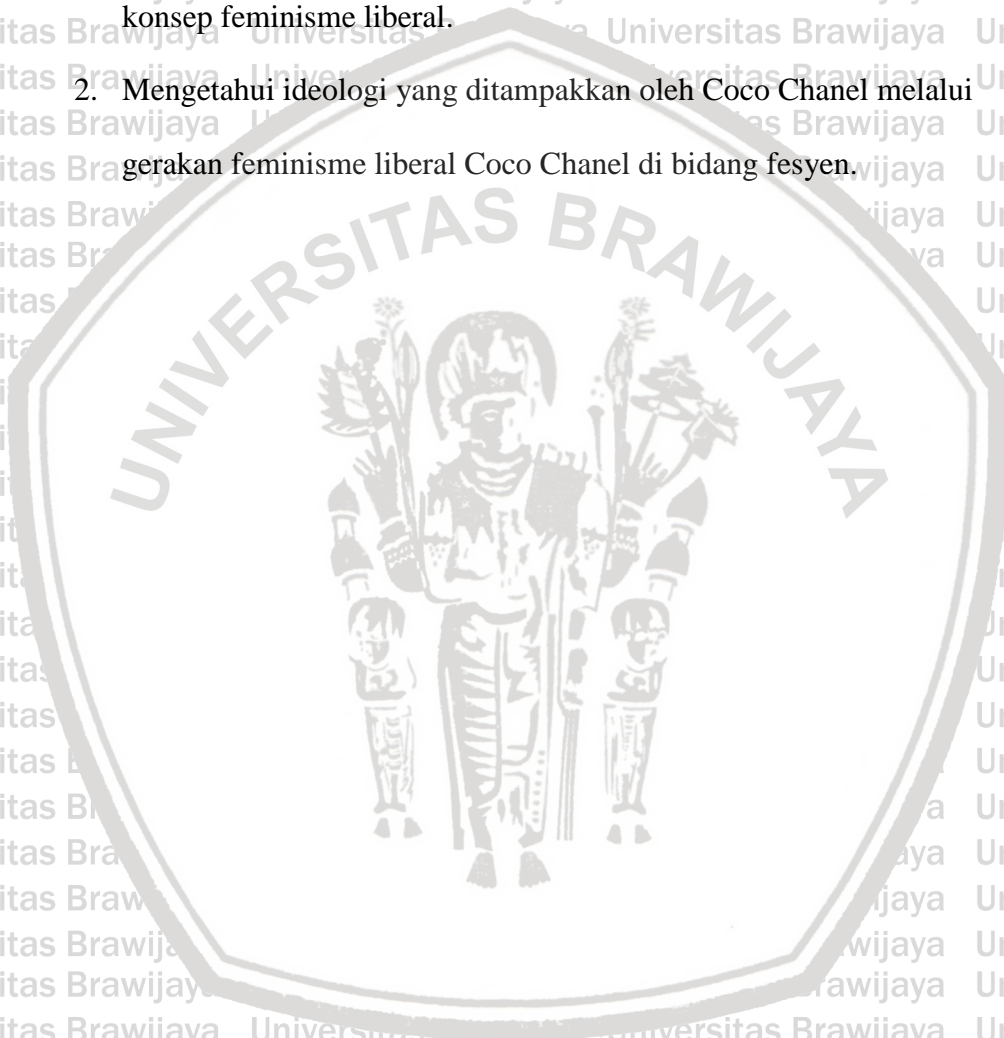 konsep feminisme liberal.
2. Mengetahui ideologi yang ditampakkan oleh Coco Chanel melalui
gerakan feminisme liberal Coco Chanel di bidang fesyen.
UNIVERSITAS BRAWIJAYA